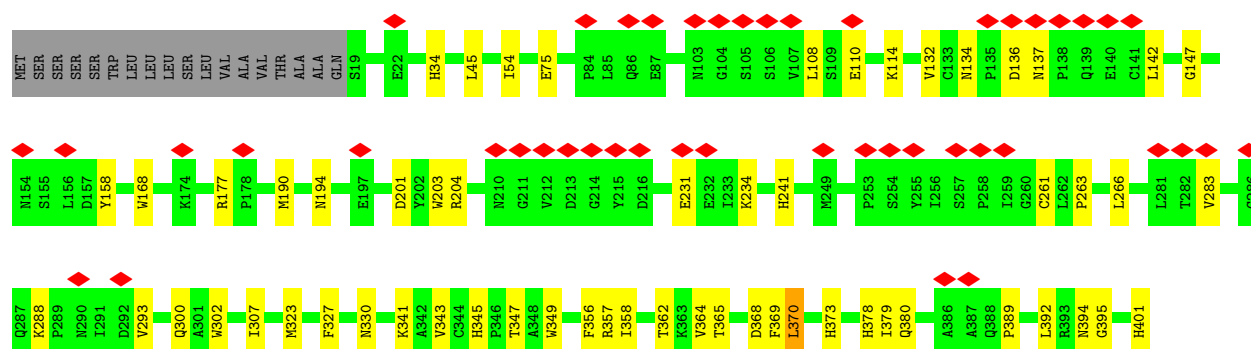 MET SER SER SER SER TRP LEU LEU LEU SER LEU VAL ALA VAL THR ALA ALA GLN S19 E22 H34 L45 I54 E75 P84 L85 Q86 E87 N103 G104 S105 S106 V107 L108 S109 E110 K114 V132 C133 N134 P135 D136 N137 P138 Q139 E140 C141 L142 G147
N154 S155 L156 D157 Y158 W168 K174 R177 P178 M190 N194 E197 D201 Y202 W203 R204 N210 G211 V212 D213 G214 Y215 D216 E231 E232 I233 K234 H241 M249 P253 S254 Y255 I256 S257 P258 I259 G260 C261 L262 P263 L266 L281 T282 V283
Q287 K288 P289 N290 I291 D292 V293 Q300 A301 W302 I307 M323 F327 N330 K341 A342 V343 C344 H345 P346 T347 A348 W349 F356 R357 I358 T362 K363 V364 T365 D368 F369 L370 H373 H378 I379 Q380 A386 A387 Q388 P389 L392 R393 N394 G395 H401